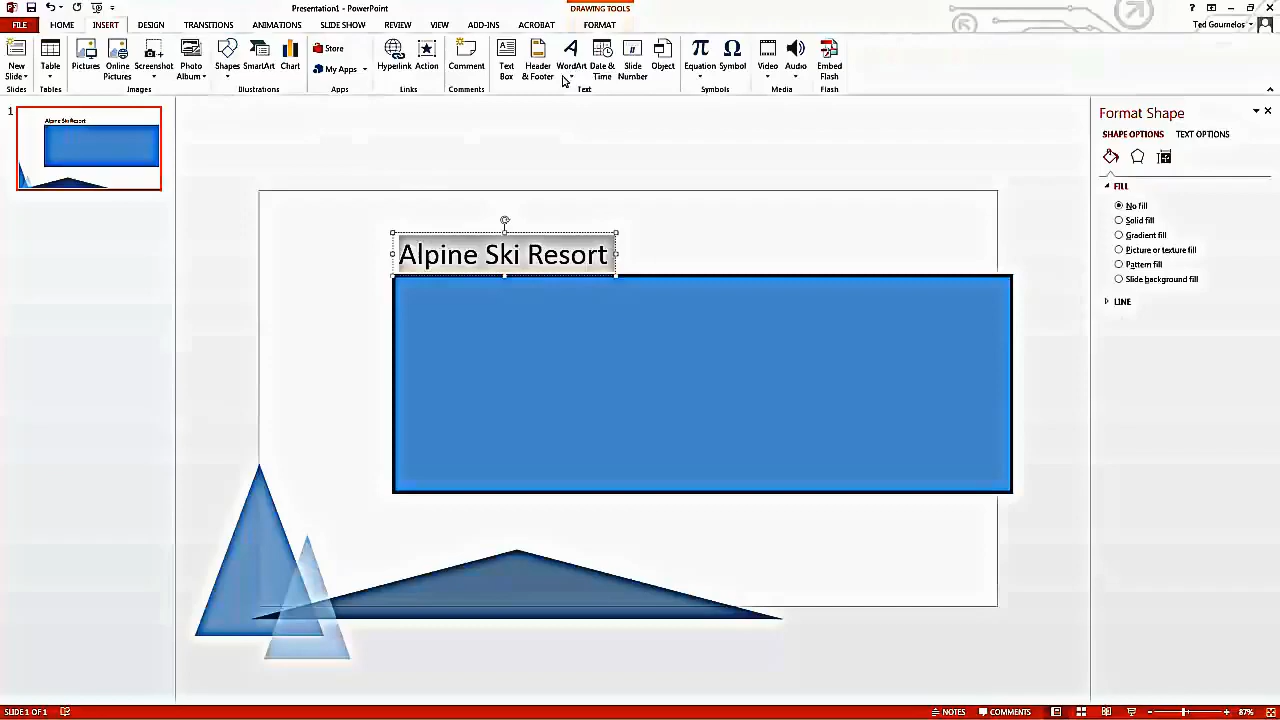 Presentation1 - PowerPoint
DRAWING TOOLS
FILE HOME INSERT DESIGN TRANSITIONS ANIMATIONS SLIDE SHOW REVIEW VIEW ADD-INS ACROBAT FORMAT
Ted Goumelos
New Slide
Table
Pictures
Online Pictures
Screenshot
Photo Album
Shapes
SmartArt
Chart
Store
My Apps
Hyperlink
Action
Comment
Text Box
Header & Footer
WordArt
Date & Time
Slide Number
Object
Equation
Symbol
Video
Audio
Embed Flash
Slides Tables Images Illustrations Apps Links Comments Text Symbols Media Flash
1
Alpine Ski Resort
Alpine Ski Resort
Format Shape
SHAPE OPTIONS TEXT OPTIONS
FILL
No fill
Solid fill
Gradient fill
Picture or texture fill
Pattern fill
Slide background fill
LINE
SLIDE 1 OF 1
NOTES COMMENTS 87%